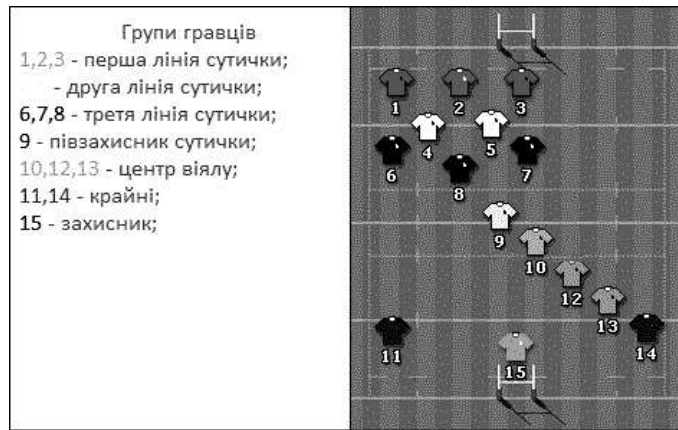 Групи гравців
1,2,3 - перша лінія сутички;
- друга лінія сутички;
6,7,8 - третя лінія сутички;
9 - півзахисник сутички;
10,12,13 - центр віялу;
11,14 - крайні;
15 - захисник;
1 2 3
4 5
6 7
8
9
10
12
13
11 14
15